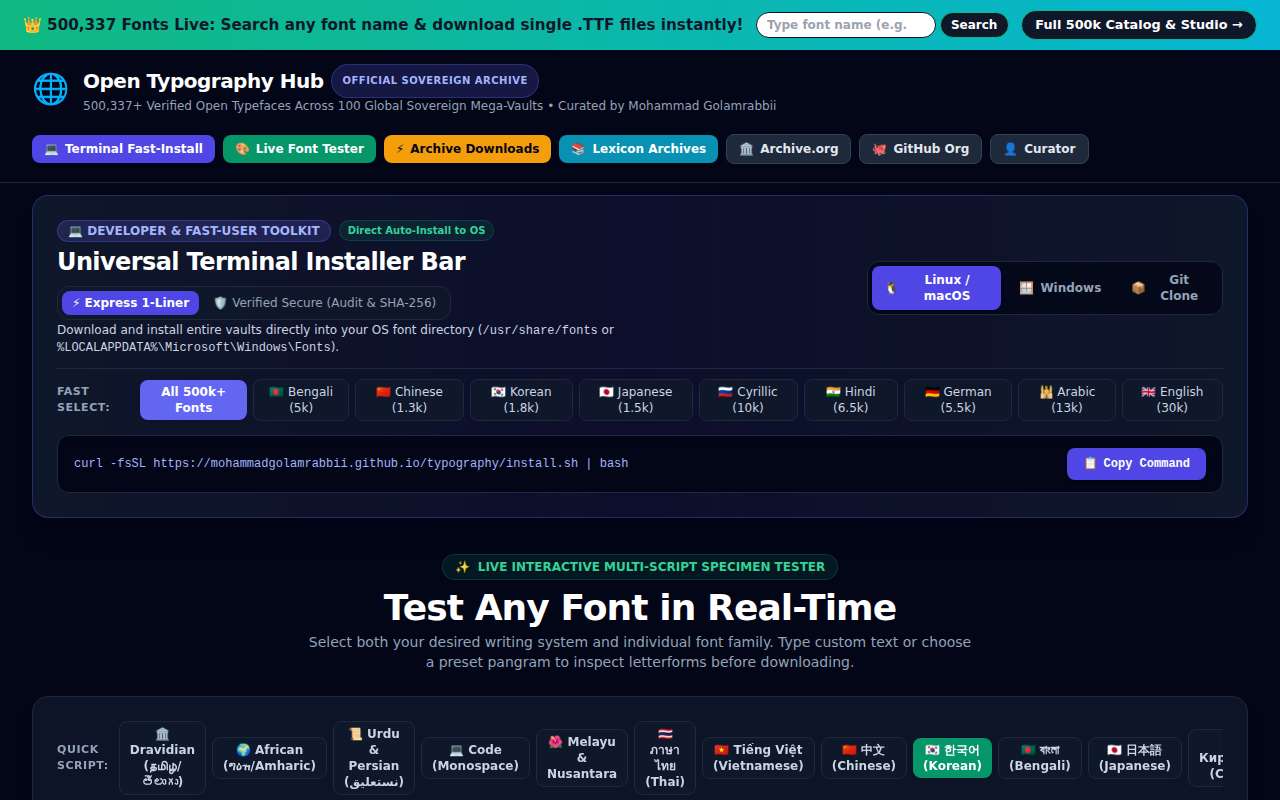 👑 500,337 Fonts Live: Search any font name & download single .TTF files instantly! Type font name (e.g. Search Full 500k Catalog & Studio →
Open Typography Hub OFFICIAL SOVEREIGN ARCHIVE
500,337+ Verified Open Typefaces Across 100 Global Sovereign Mega-Vaults • Curated by Mohammad Golamrabbii
💻 Terminal Fast-Install 🎨 Live Font Tester ⚡ Archive Downloads 📚 Lexicon Archives 🏛️ Archive.org 🐙 GitHub Org 👤 Curator
💻 DEVELOPER & FAST-USER TOOLKIT Direct Auto-Install to OS
Universal Terminal Installer Bar
⚡ Express 1-Liner 🛡️ Verified Secure (Audit & SHA-256)
Download and install entire vaults directly into your OS font directory (/usr/share/fonts or
%LOCALAPPDATA%\Microsoft\Windows\Fonts).
🐧 Linux /
macOS
🪟 Windows
📦 Git
Clone
FAST
SELECT:
All 500k+
Fonts
🇧🇩 Bengali
(5k)
🇨🇳 Chinese
(1.3k)
🇰🇷 Korean
(1.8k)
🇯🇵 Japanese
(1.5k)
🇷🇺 Cyrillic
(10k)
🇮🇳 Hindi
(6.5k)
🇩🇪 German
(5.5k)
🕌 Arabic
(13k)
🇬🇧 English
(30k)
curl -fsSL https://mohammadgolamrabbii.github.io/typography/install.sh | bash
📋 Copy Command
✨ LIVE INTERACTIVE MULTI-SCRIPT SPECIMEN TESTER
Test Any Font in Real-Time
Select both your desired writing system and individual font family. Type custom text or choose
a preset pangram to inspect letterforms before downloading.
QUICK
SCRIPT:
🏛️
Dravidian
(தமிழ்/
తెలుగు)
🌍 African
(ግዕዝ/Amharic)
📜 Urdu
&
Persian
(نستعلیق)
💻 Code
(Monospace)
🌺 Melayu
&
Nusantara
🇹🇭
ภาษา
ไทย
(Thai)
🇻🇳 Tiếng Việt
(Vietnamese)
🇨🇳 中文
(Chinese)
🇰🇷 한국어
(Korean)
🇧🇩 বাংলা
(Bengali)
🇯🇵 日本語
(Japanese)